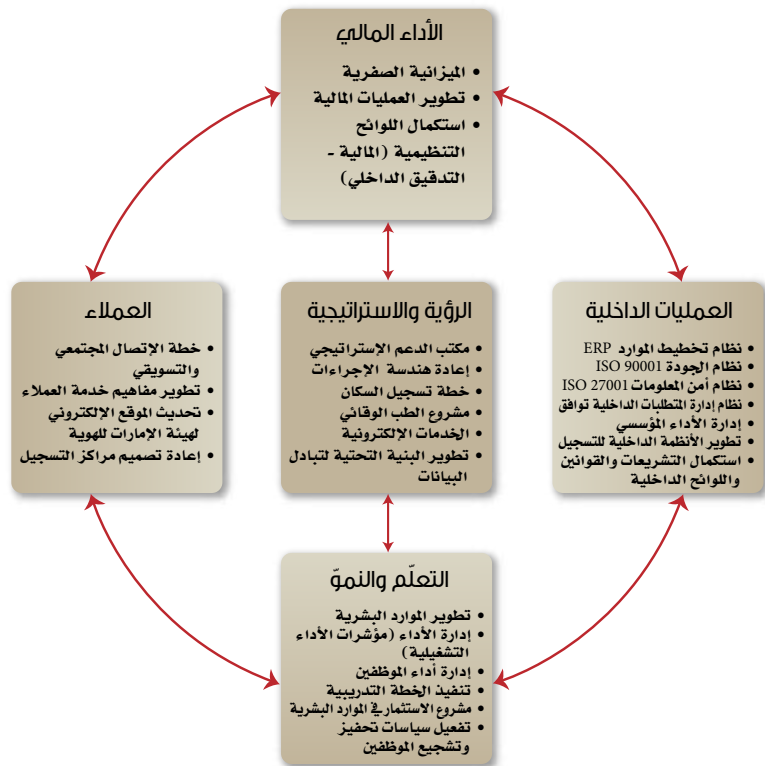 الأداء المالي
• الميزانية الصفرية
• تطوير العمليات المالية
• استكمال اللوائح
التنظيمية (المالية -
التدقيق الداخلي)
العمليات الداخلية
• نظام تخطيط الموارد ERP
• نظام الجودة ISO 90001
• نظام أمن المعلومات ISO 27001
• نظام إدارة المتطلبات الداخلية توافق
• إدارة الأداء المؤسسي
• تطوير الأنظمة الداخلية للتسجيل
• استكمال التشريعات والقوانين
واللوائح الداخلية
الرؤية والاستراتيجية
• مكتب الدعم الإستراتيجي
• إعادة هندسة الإجراءات
• خطة تسجيل السكان
• مشروع الطب الوقائي
• الخدمات الإلكترونية
• تطوير البنية التحتية لتبادل
البيانات
العملاء
• خطة الإتصال المجتمعي
والتسويقي
• تطوير مفاهيم خدمة العملاء
• تحديث الموقع الإلكتروني
لهيئة الإمارات للهوية
• إعادة تصميم مراكز التسجيل
التعلّم والنموّ
• تطوير الموارد البشرية
• إدارة الأداء (مؤشرات الأداء
التشغيلية)
• إدارة أداء الموظفين
• تنفيذ الخطة التدريبية
• مشروع الاستثمار في الموارد البشرية
• تفعيل سياسات تحفيز
وتشجيع الموظفين